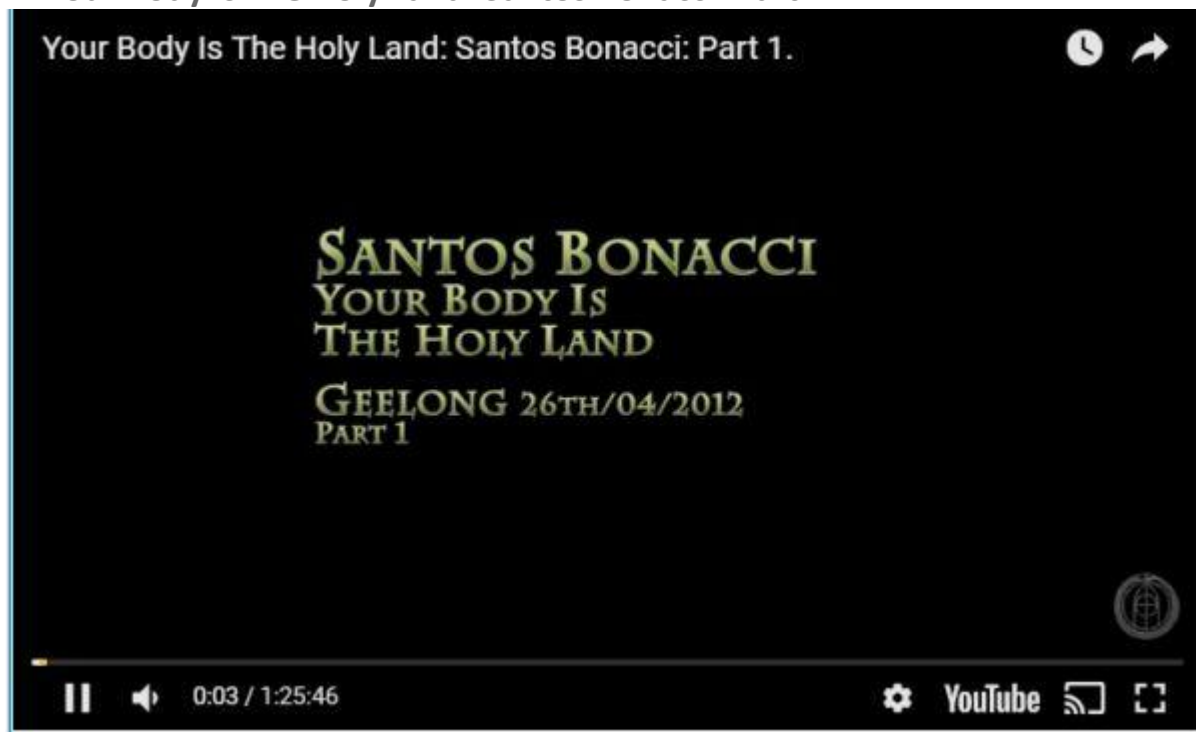 Your Body Is The Holy Land: Santos Bonacci: Part 1.
SANTOS BONACCI
YOUR BODY IS
THE HOLY LAND
GEELONG 26TH/04/2012
PART 1
0:03 / 1:25:46
YouTube